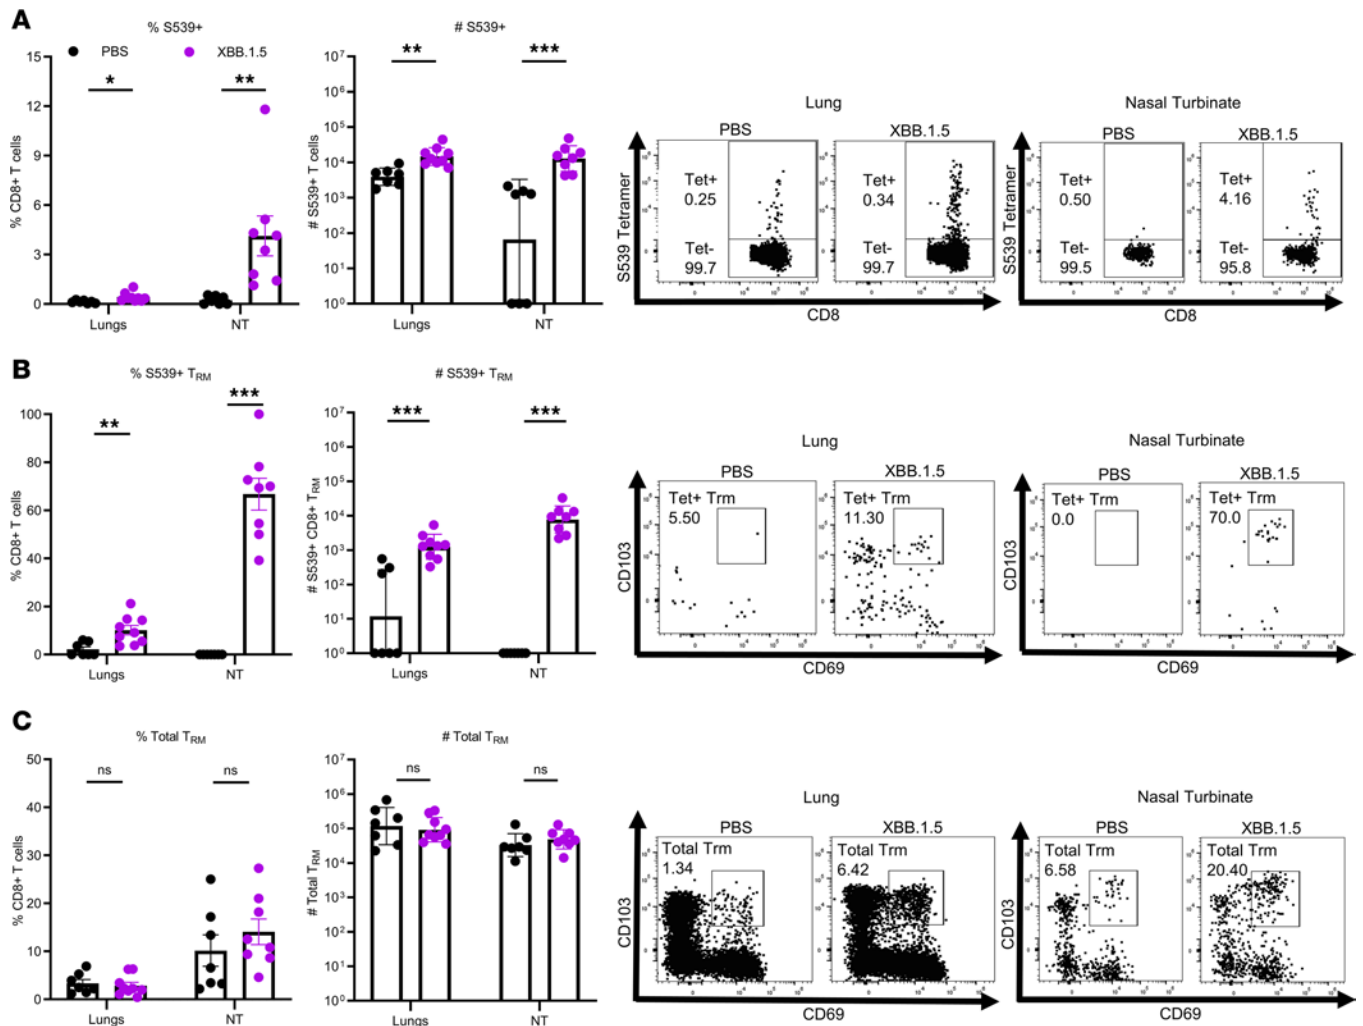 A
% S539+
# S539+
PBS
XBB.1.5
% CD8+ T cells
15
12
9
6
3
0
*
**
Lungs
NT
# S539+ CD8+ T cells
10⁷
10⁶
10⁵
10⁴
10³
10²
10¹
10⁰
**
***
Lungs
NT
Lung
Nasal Turbinate
PBS
XBB.1.5
PBS
XBB.1.5
S539 Tetramer
Tet+
0.25
Tet-
99.7
Tet+
0.34
Tet-
99.7
CD8
S539 Tetramer
Tet+
0.50
Tet-
99.5
Tet+
4.16
Tet-
95.8
CD8
B
% S539+ TRM
# S539+ TRM
% CD8+ T cells
100
80
60
40
20
0
**
***
Lungs
NT
# S539+ CD8+ TRM
10⁷
10⁶
10⁵
10⁴
10³
10²
10¹
10⁰
***
***
Lungs
NT
Lung
Nasal Turbinate
PBS
XBB.1.5
PBS
XBB.1.5
CD103
Tet+ Trm
5.50
Tet+ Trm
11.30
CD69
CD103
Tet+ Trm
0.0
Tet+ Trm
70.0
CD69
C
% Total TRM
# Total TRM
% CD8+ T cells
50
40
30
20
10
0
ns
ns
Lungs
NT
# Total TRM
10⁷
10⁶
10⁵
10⁴
10³
10²
10¹
10⁰
ns
ns
Lungs
NT
Lung
Nasal Turbinate
PBS
XBB.1.5
PBS
XBB.1.5
CD103
Total Trm
1.34
Total Trm
6.42
CD69
CD103
Total Trm
6.58
Total Trm
20.40
CD69